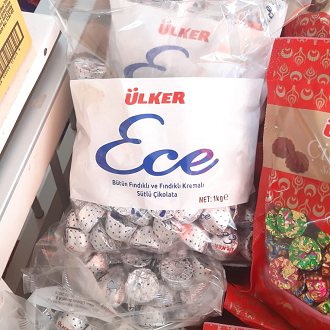 ÜLKER
ÜLKER
Ece
Bütün Fındıklı ve Fındıklı Kremalı
Sütlü Çikolata
NET: 1kg℮